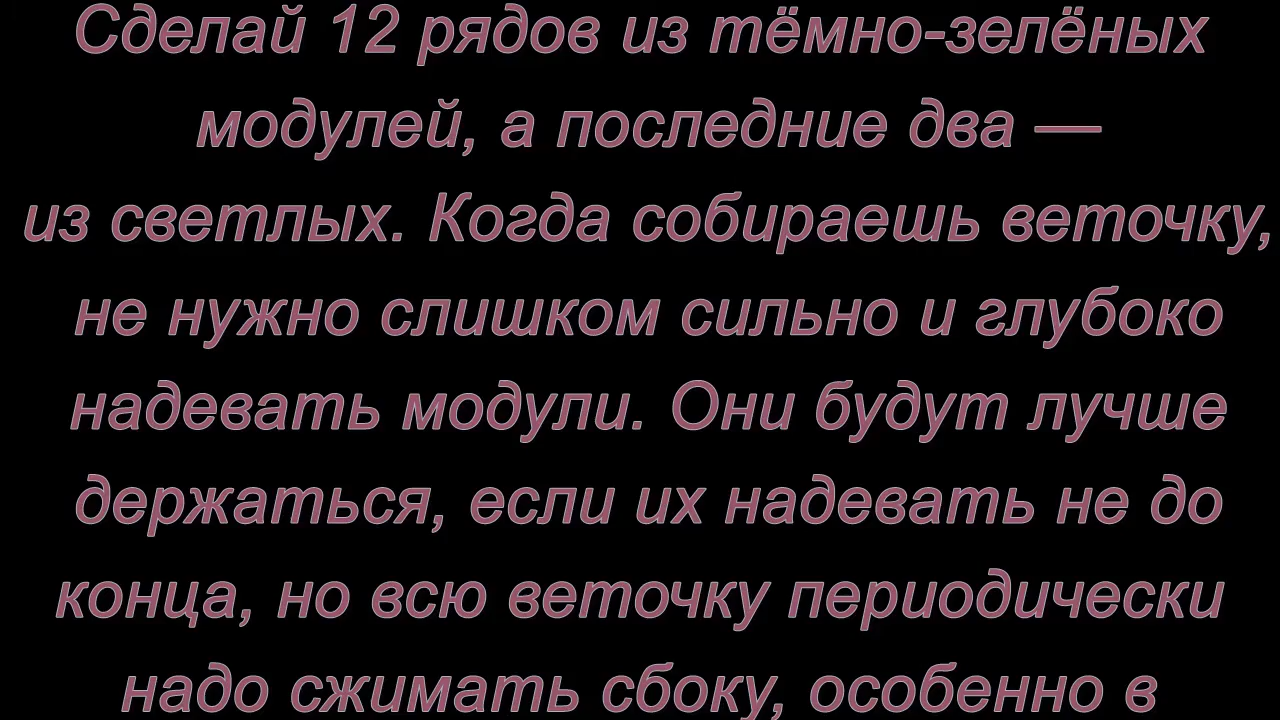 Сделай 12 рядов из тёмно-зелёных
модулей, а последние два —
из светлых. Когда собираешь веточку,
не нужно слишком сильно и глубоко
надевать модули. Они будут лучше
держаться, если их надевать не до
конца, но всю веточку периодически
надо сжимать сбоку, особенно в